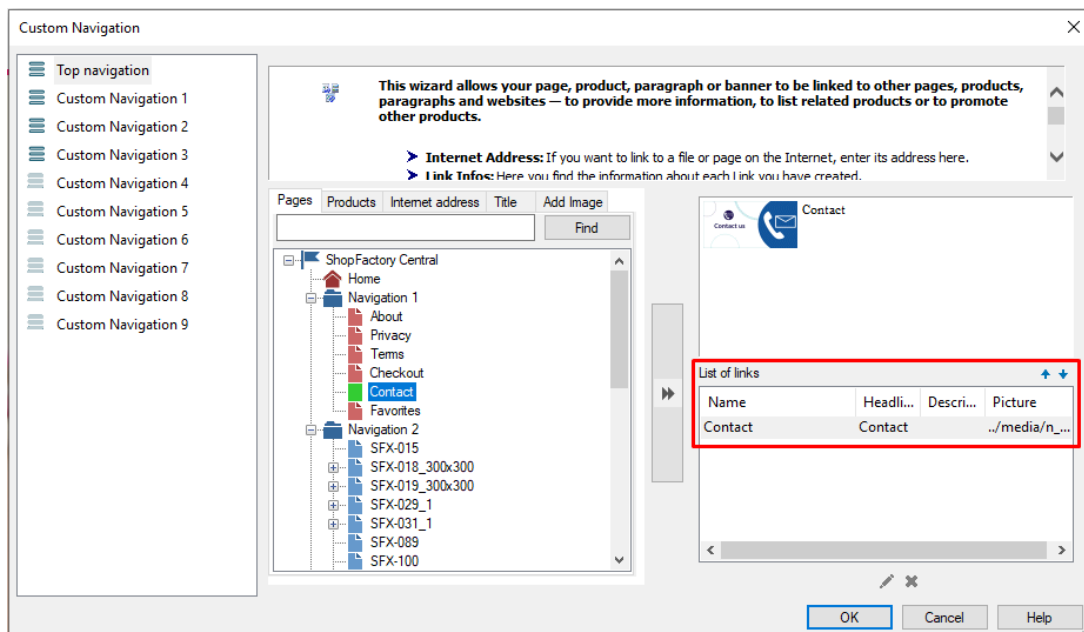 Custom Navigation
Top navigation
Custom Navigation 1
Custom Navigation 2
Custom Navigation 3
Custom Navigation 4
Custom Navigation 5
Custom Navigation 6
Custom Navigation 7
Custom Navigation 8
Custom Navigation 9
This wizard allows your page, product, paragraph or banner to be linked to other pages, products,
paragraphs and websites — to provide more information, to list related products or to promote
other products.
Internet Address: If you want to link to a file or page on the Internet, enter its address here.
Link Infos: Here you find the information about each Link you have created.
Pages Products Internet address Title Add Image
Find
ShopFactory Central
Home
Navigation 1
About
Privacy
Terms
Checkout
Contact
Favorites
Navigation 2
SFX-015
SFX-018_300x300
SFX-019_300x300
SFX-029_1
SFX-031_1
SFX-089
SFX-100
Contact us
Contact
List of links
Name Headli... Descri... Picture
Contact Contact ../media/n_...
OK Cancel Help